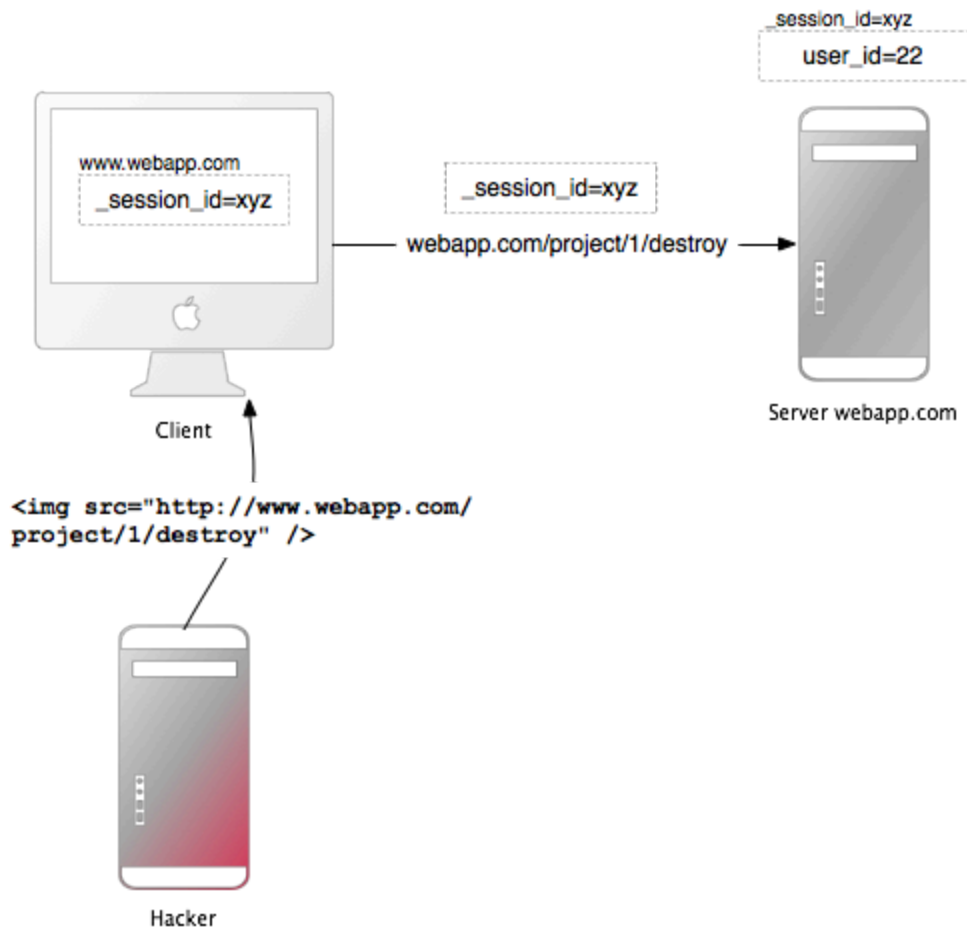 _session_id=xyz
user_id=22
www.webapp.com
_session_id=xyz
_session_id=xyz
webapp.com/project/1/destroy
Server webapp.com
Client
<img src="http://www.webapp.com/
project/1/destroy" />
Hacker